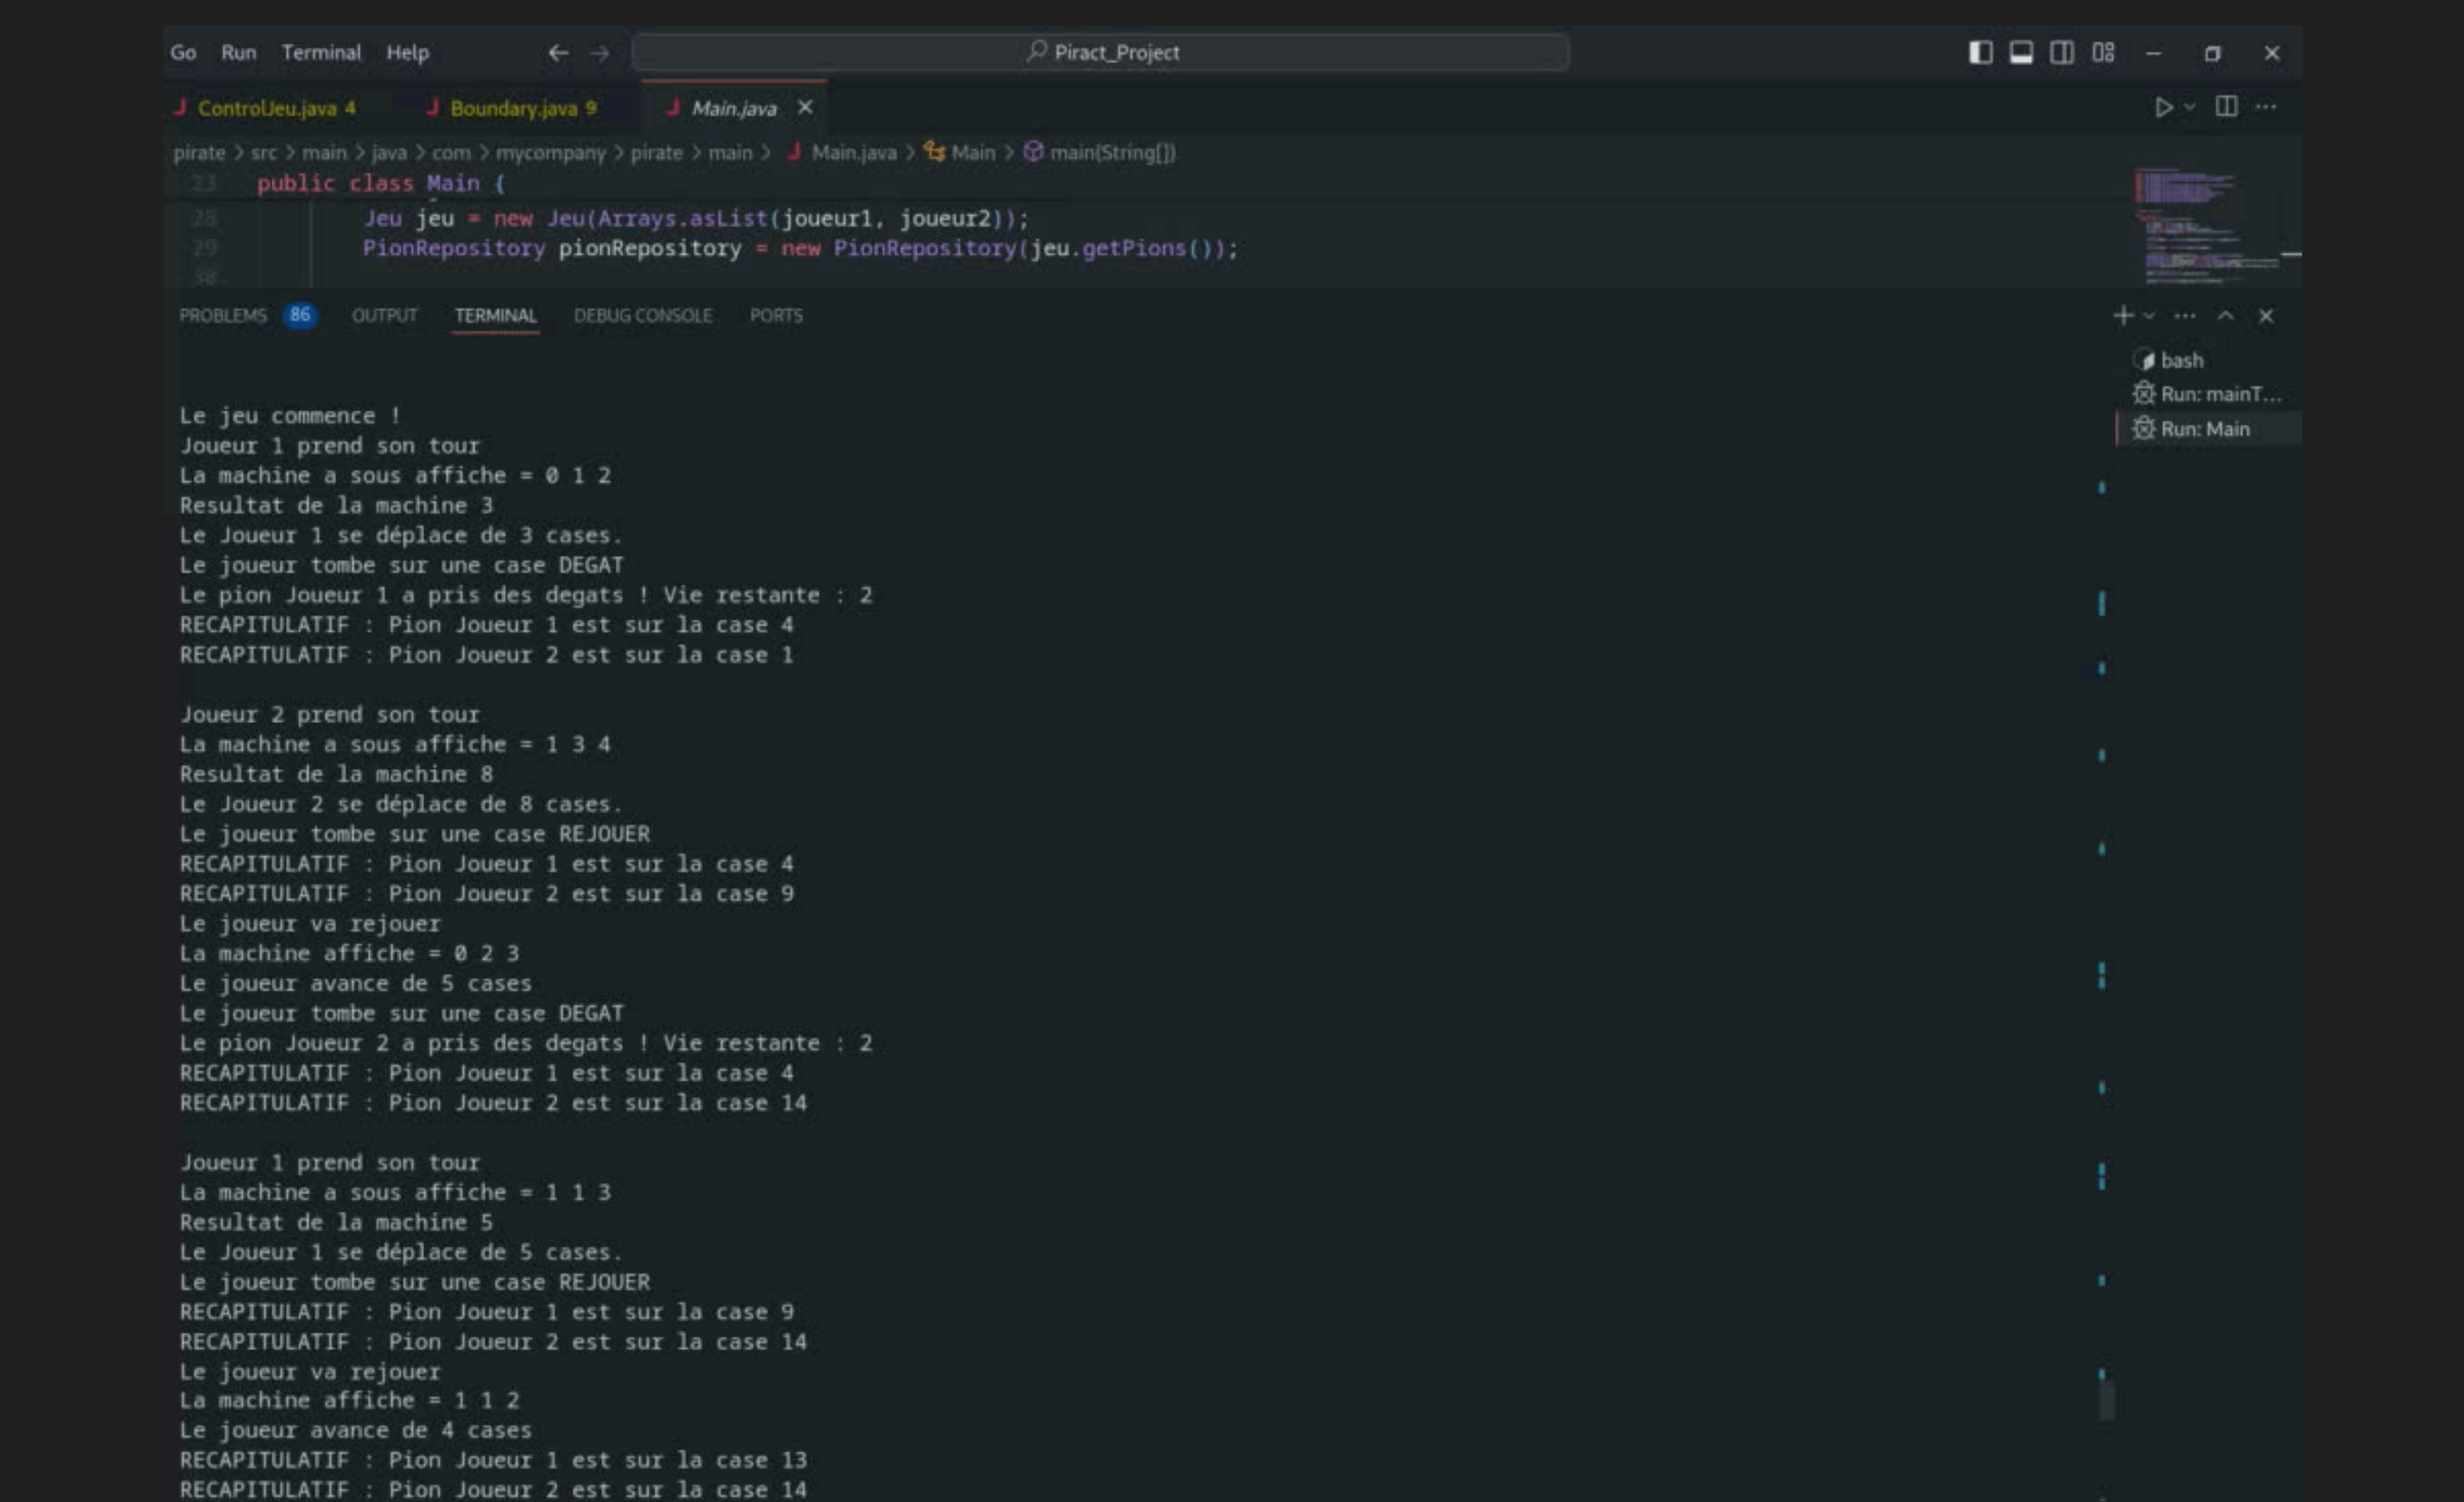 Go Run Terminal Help Piract_Project
ControlJeu.java 4 Boundary.java 9 Main.java
pirate > src > main > java > com > mycompany > pirate > main > Main.java > Main > main(String[])
23 public class Main {
28 Jeu jeu = new Jeu(Arrays.asList(joueur1, joueur2));
29 PionRepository pionRepository = new PionRepository(jeu.getPions());
30
PROBLEMS 86 OUTPUT TERMINAL DEBUG CONSOLE PORTS
bash
Run: mainT...
Run: Main
Le jeu commence !
Joueur 1 prend son tour
La machine a sous affiche = 0 1 2
Resultat de la machine 3
Le Joueur 1 se déplace de 3 cases.
Le joueur tombe sur une case DEGAT
Le pion Joueur 1 a pris des degats ! Vie restante : 2
RECAPITULATIF : Pion Joueur 1 est sur la case 4
RECAPITULATIF : Pion Joueur 2 est sur la case 1
Joueur 2 prend son tour
La machine a sous affiche = 1 3 4
Resultat de la machine 8
Le Joueur 2 se déplace de 8 cases.
Le joueur tombe sur une case REJOUER
RECAPITULATIF : Pion Joueur 1 est sur la case 4
RECAPITULATIF : Pion Joueur 2 est sur la case 9
Le joueur va rejouer
La machine affiche = 0 2 3
Le joueur avance de 5 cases
Le joueur tombe sur une case DEGAT
Le pion Joueur 2 a pris des degats ! Vie restante : 2
RECAPITULATIF : Pion Joueur 1 est sur la case 4
RECAPITULATIF : Pion Joueur 2 est sur la case 14
Joueur 1 prend son tour
La machine a sous affiche = 1 1 3
Resultat de la machine 5
Le Joueur 1 se déplace de 5 cases.
Le joueur tombe sur une case REJOUER
RECAPITULATIF : Pion Joueur 1 est sur la case 9
RECAPITULATIF : Pion Joueur 2 est sur la case 14
Le joueur va rejouer
La machine affiche = 1 1 2
Le joueur avance de 4 cases
RECAPITULATIF : Pion Joueur 1 est sur la case 13
RECAPITULATIF : Pion Joueur 2 est sur la case 14